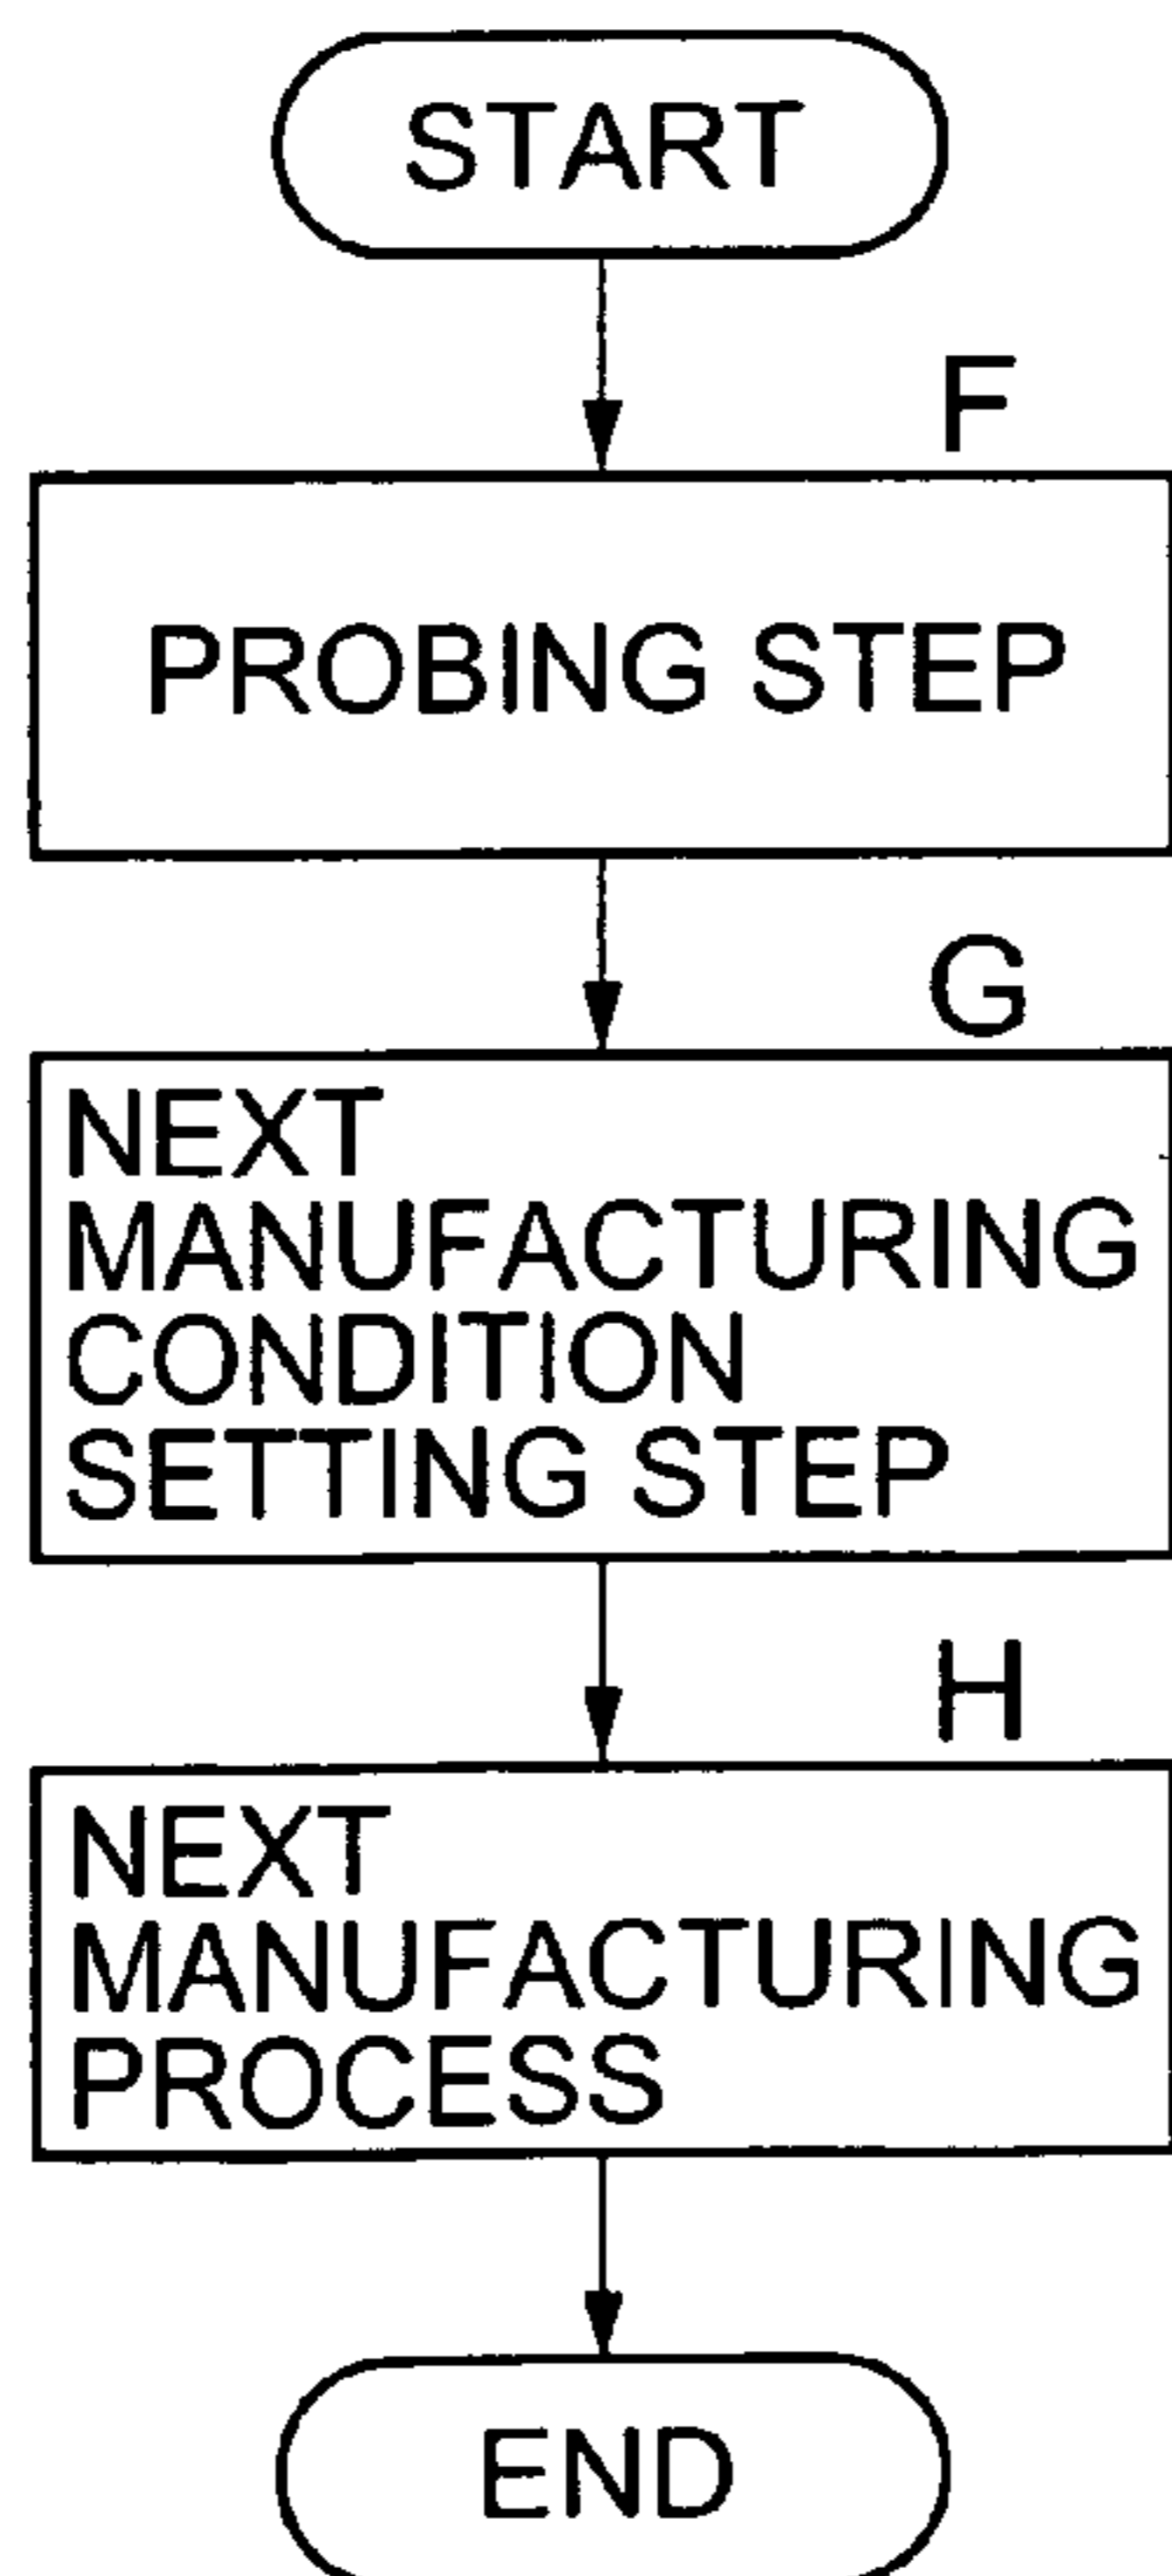 START
F
PROBING STEP
G
NEXT
MANUFACTURING
CONDITION
SETTING STEP
H
NEXT
MANUFACTURING
PROCESS
END